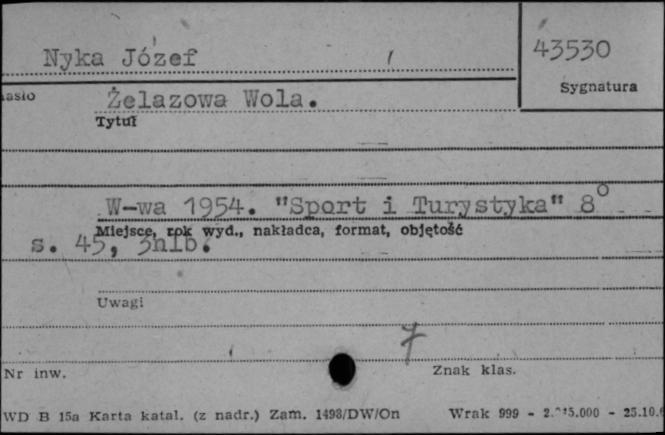 Nyka Józef
43530
Sygnatura
Żelazowa Wola.
Tytuł
W-wa 1954. "Sport i Turystyka" 8°
Miejsce, rok wyd., nakładca, format, objętość
s. 45, 3nlb.
Uwagi
7
Nr inw.
Znak klas.
WD B 15a Karta katal. (z nadr.) Zam. 1498/DW/On Wrak 999 -